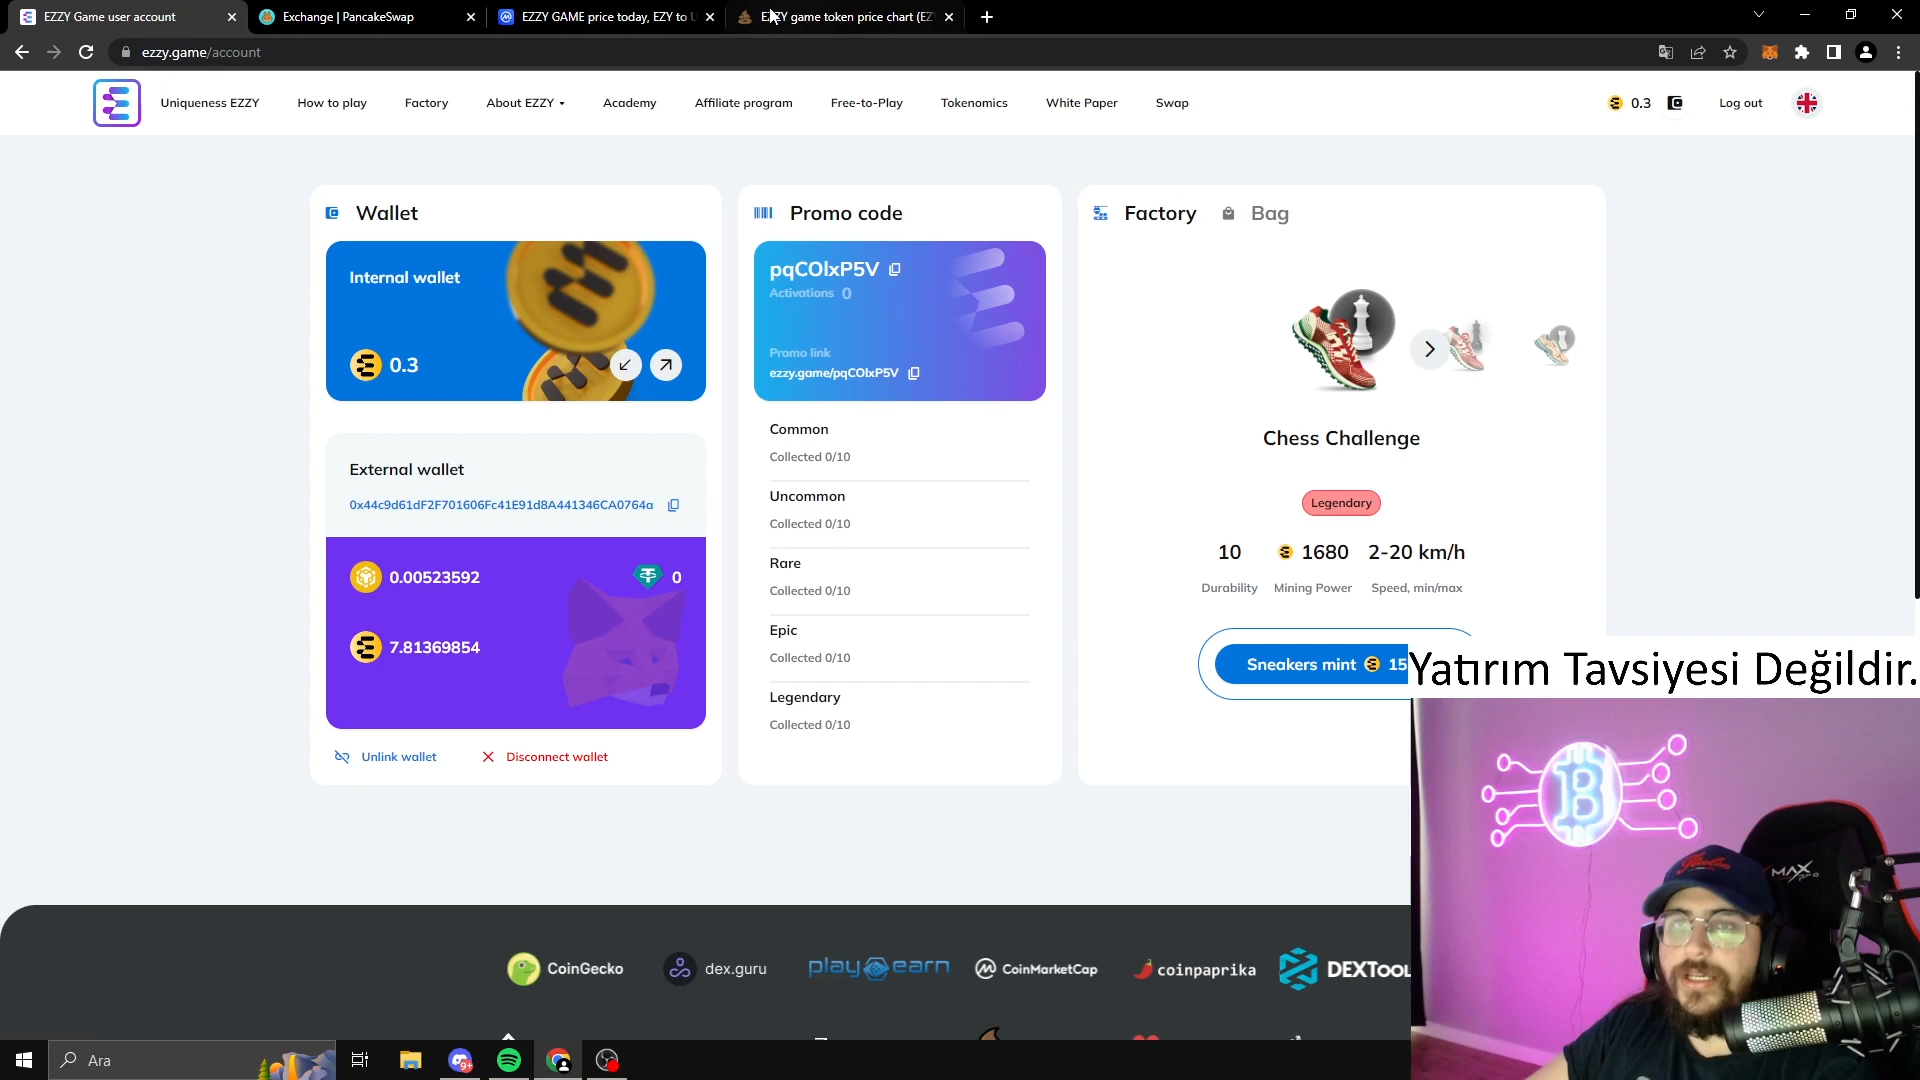 EZZY Game user account
Exchange | PancakeSwap
EZZY GAME price today, EZY to U
EZZY game token price chart (EZ
ezzy.game/account
Uniqueness EZZY
How to play
Factory
About EZZY
Academy
Affiliate program
Free-to-Play
Tokenomics
White Paper
Swap
0.3
Log out
Wallet
Internal wallet
0.3
External wallet
0x44c9d61dF2F701606Fc41E91d8A441346CA0764a
0.00523592
0
7.81369854
Unlink wallet
Disconnect wallet
Promo code
pqCOlxP5V
Activations 0
Promo link
ezzy.game/pqCOlxP5V
Common
Collected 0/10
Uncommon
Collected 0/10
Rare
Collected 0/10
Epic
Collected 0/10
Legendary
Collected 0/10
Factory
Bag
Chess Challenge
Legendary
10 1680 2-20 km/h
Durability Mining Power Speed, min/max
Sneakers mint 15
Yatırım Tavsiyesi Değildir.
CoinGecko
dex.guru
play earn
CoinMarketCap
coinpaprika
DEXTool
MAX
pro
Ara
9+